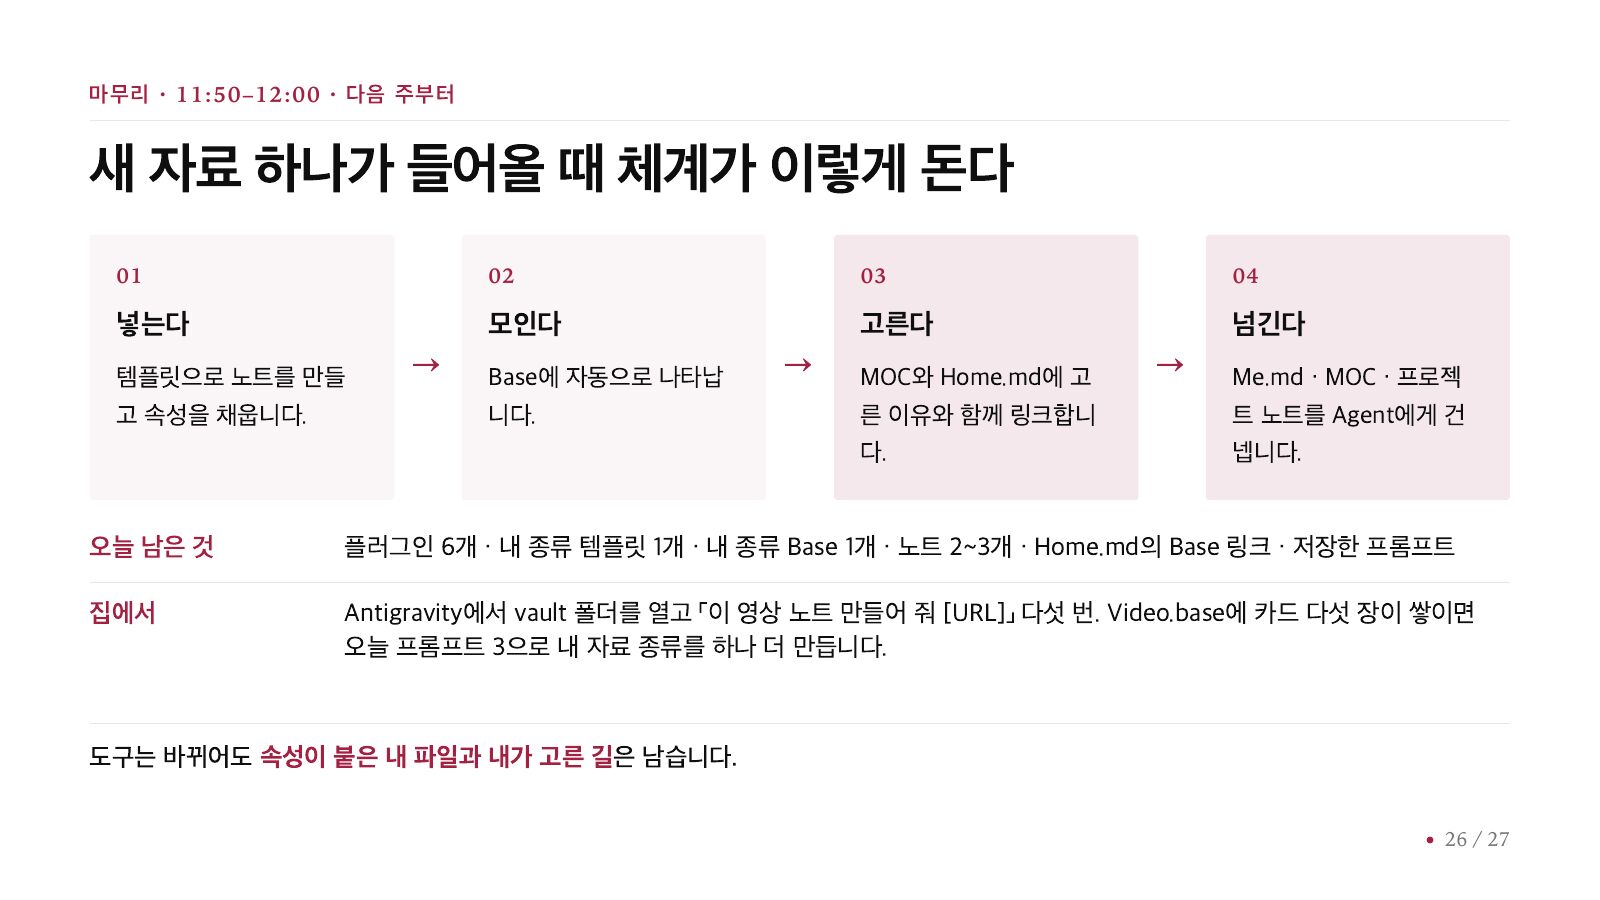 마무리 · 11:50–12:00 · 다음 주부터
새 자료 하나가 들어올 때 체계가 이렇게 돈다
01
넣는다
템플릿으로 노트를 만들
고 속성을 채웁니다.
→
02
모인다
Base에 자동으로 나타납
니다.
→
03
고른다
MOC와 Home.md에 고
른 이유와 함께 링크합니
다.
→
04
넘긴다
Me.md · MOC · 프로젝
트 노트를 Agent에게 건
넵니다.
오늘 남은 것
플러그인 6개 · 내 종류 템플릿 1개 · 내 종류 Base 1개 · 노트 2~3개 · Home.md의 Base 링크 · 저장한 프롬프트
집에서
Antigravity에서 vault 폴더를 열고 「이 영상 노트 만들어 줘 [URL]」 다섯 번. Video.base에 카드 다섯 장이 쌓이면
오늘 프롬프트 3으로 내 자료 종류를 하나 더 만듭니다.
도구는 바뀌어도 속성이 붙은 내 파일과 내가 고른 길은 남습니다.
• 26 / 27